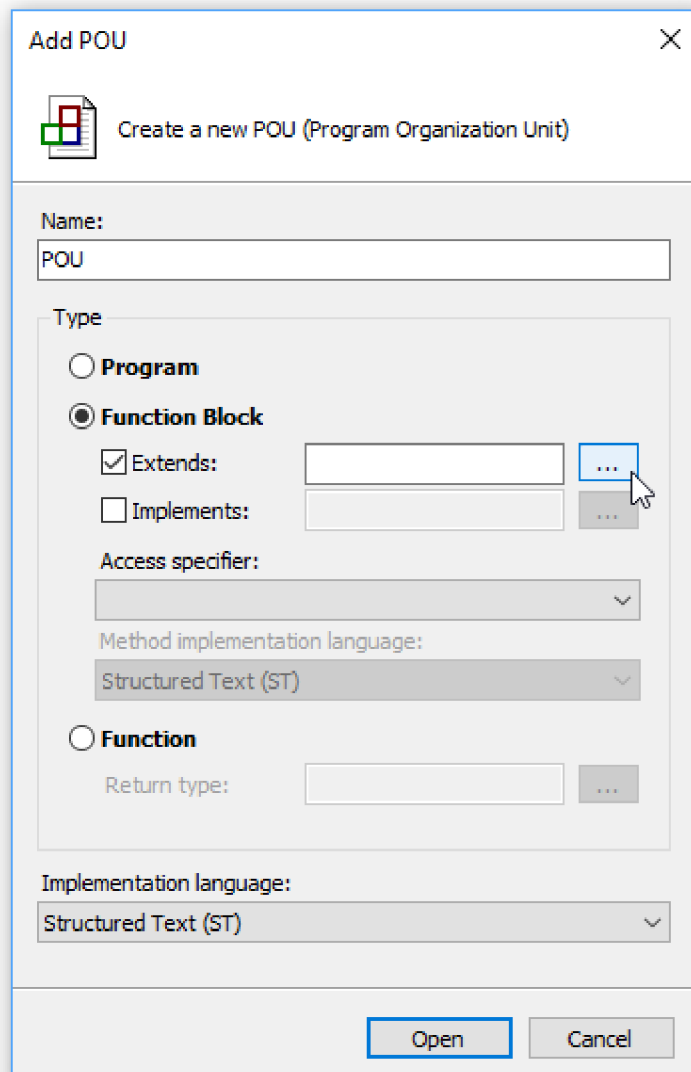 Add POU
Create a new POU (Program Organization Unit)
Name:
POU
Type
Program
Function Block
Extends:
...
Implements:
...
Access specifier:
Method implementation language:
Structured Text (ST)
Function
Return type:
...
Implementation language:
Structured Text (ST)
Open Cancel